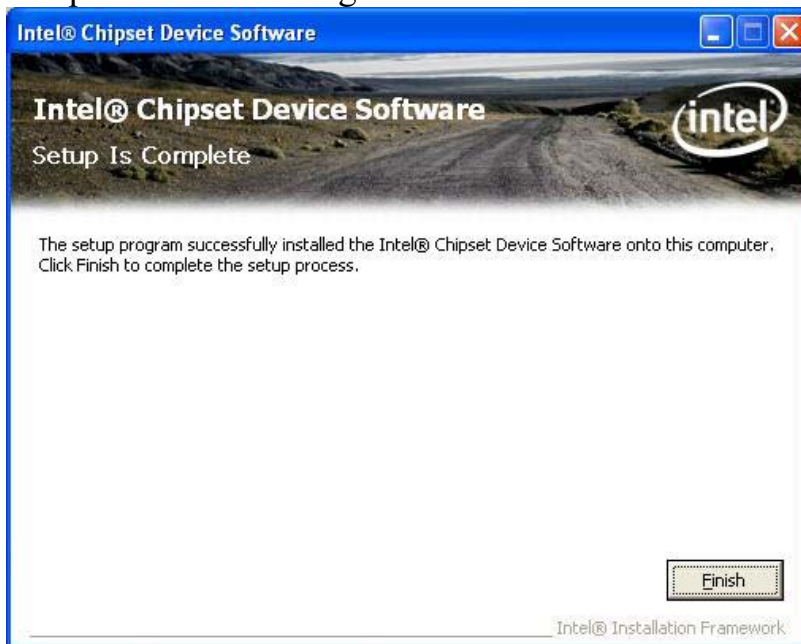 Intel® Chipset Device Software
Intel® Chipset Device Software
intel
Setup Is Complete
The setup program successfully installed the Intel® Chipset Device Software onto this computer.
Click Finish to complete the setup process.
Finish
Intel® Installation Framework